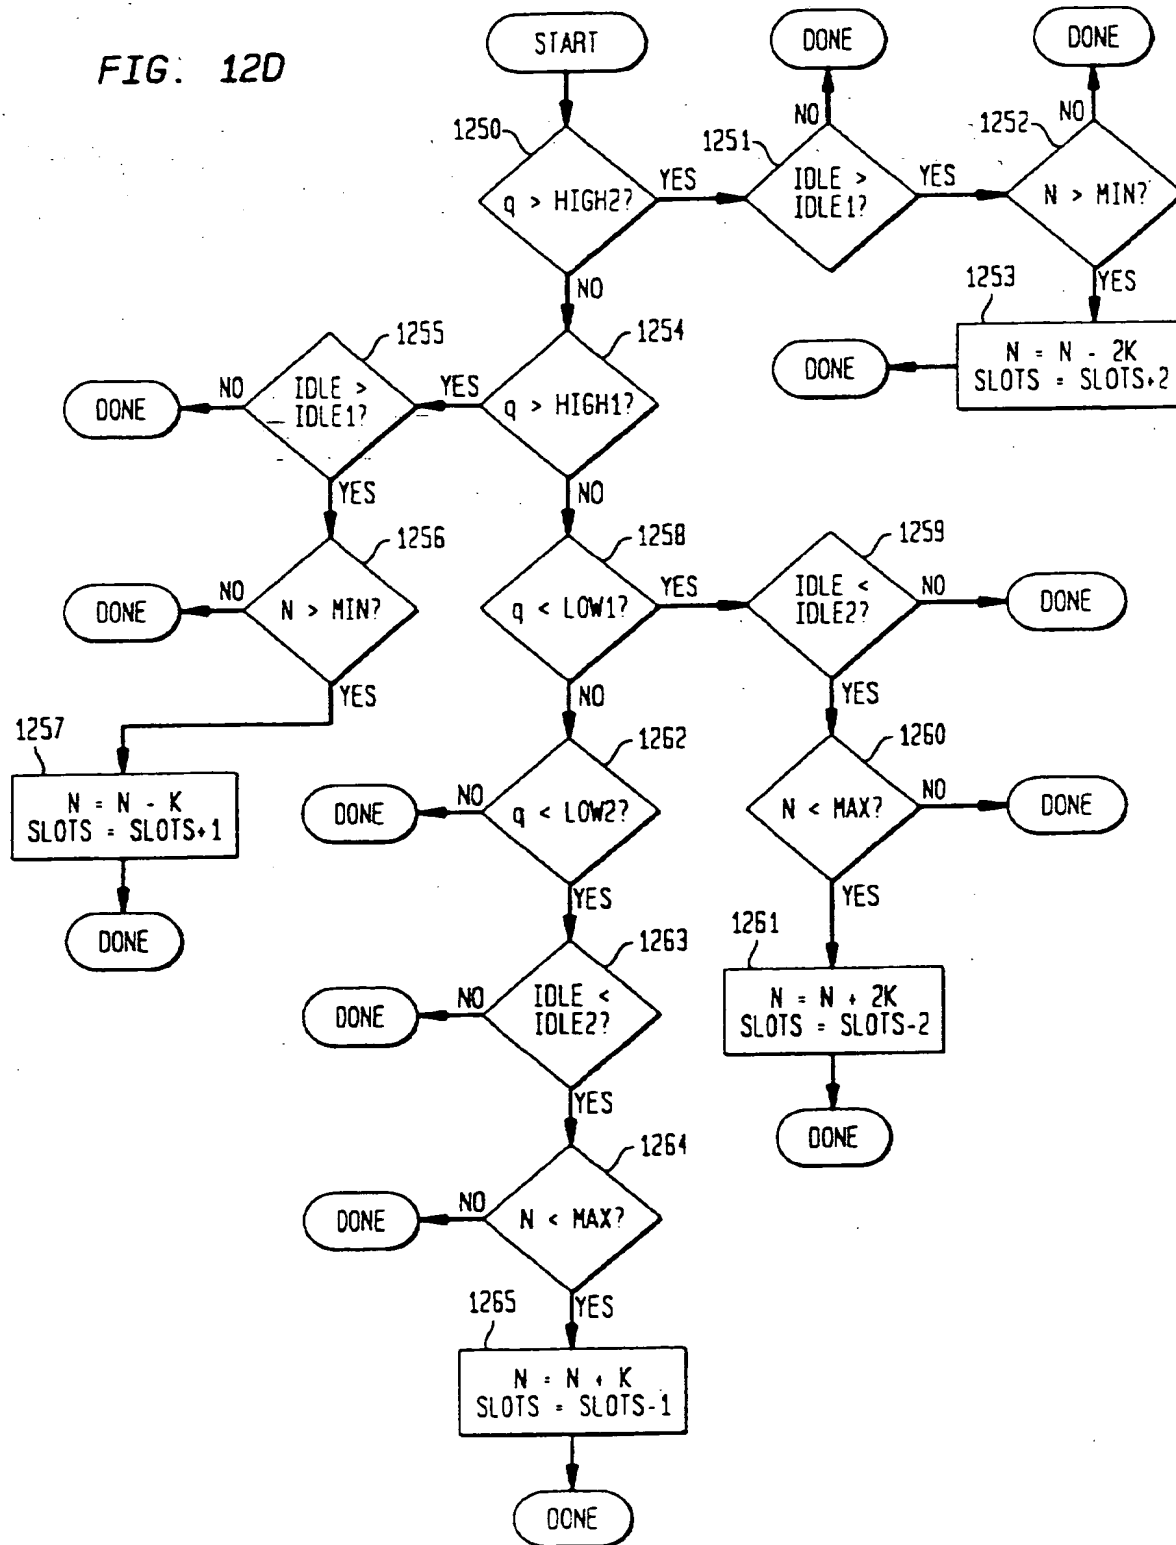 FIG. 12D
START
DONE
DONE
1250
q > HIGH2?
YES
NO
1251
NO
IDLE >
IDLE1?
YES
1252
NO
N > MIN?
YES
1253
N = N - 2K
SLOTS = SLOTS+2
DONE
1254
q > HIGH1?
YES
NO
1255
IDLE >
IDLE1?
NO
DONE
YES
1256
N > MIN?
NO
DONE
YES
1257
N = N - K
SLOTS = SLOTS+1
DONE
1258
q < LOW1?
YES
NO
1259
IDLE <
IDLE2?
NO
DONE
YES
1260
N < MAX?
NO
DONE
YES
1261
N = N + 2K
SLOTS = SLOTS-2
DONE
1262
q < LOW2?
NO
DONE
YES
1263
IDLE <
IDLE2?
NO
DONE
YES
1264
N < MAX?
NO
DONE
YES
1265
N = N + K
SLOTS = SLOTS-1
DONE